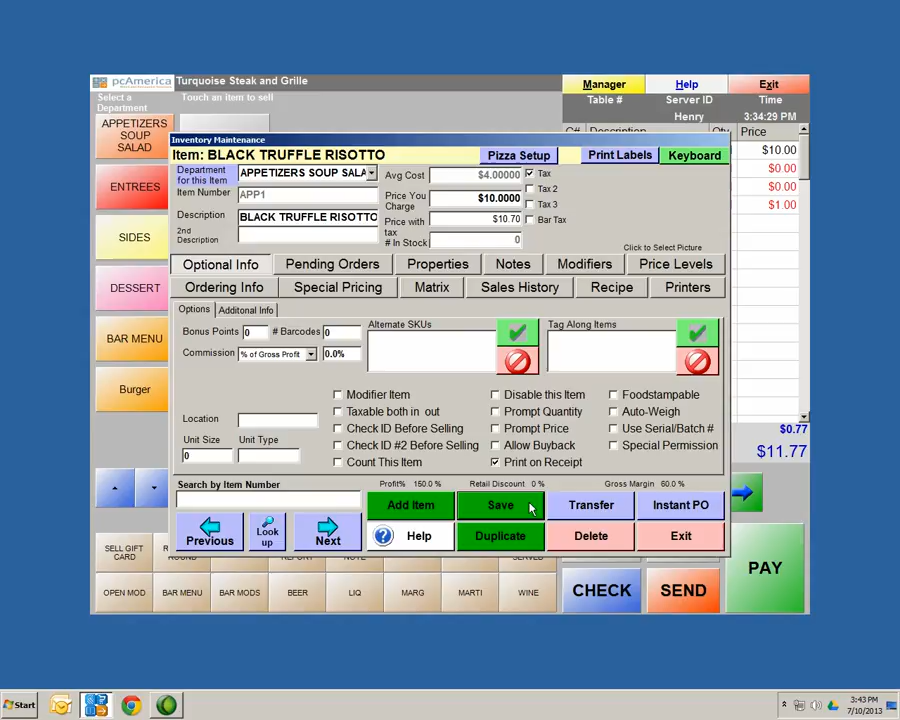 pcAmerica
Turquoise Steak and Grille
Manager
Help
Exit
Select a
Department
Touch an item to sell
Table #
Server ID
Time
Henry
3:34:29 PM
Description
Price
APPETIZERS
SOUP
SALAD
ENTREES
SIDES
DESSERT
BAR MENU
Burger
$10.00
$0.00
$0.00
$1.00
$0.77
$11.77
Inventory Maintenance
Item: BLACK TRUFFLE RISOTTO
Pizza Setup
Print Labels
Keyboard
Department
for this Item
APPETIZERS SOUP SALA
Avg Cost
$4.00000
Tax
Item Number
APP1
Price You
Charge
$10.0000
Tax 2
Tax 3
Description
BLACK TRUFFLE RISOTTO
Price with
tax
$10.70
Bar Tax
2nd
Description
# In Stock
0
Click to Select Picture
Optional Info
Pending Orders
Properties
Notes
Modifiers
Price Levels
Ordering Info
Special Pricing
Matrix
Sales History
Recipe
Printers
Options
Additonal Info
Bonus Points
0
# Barcodes
0
Alternate SKUs
Tag Along Items
Commission
% of Gross Profit
0.0%
Modifier Item
Disable this Item
Foodstampable
Taxable both in out
Prompt Quantity
Auto-Weigh
Location
Check ID Before Selling
Prompt Price
Use Serial/Batch #
Unit Size
Unit Type
Check ID #2 Before Selling
Allow Buyback
Special Permission
0
Count This Item
Print on Receipt
Search by Item Number
Profit% 150.0 %
Retail Discount 0 %
Gross Margin 60.0 %
Add Item
Save
Transfer
Instant PO
Previous
Look
up
Next
Help
Duplicate
Delete
Exit
SELL GIFT
CARD
OPEN MOD
BAR MENU
BAR MODS
BEER
LIQ
MARG
MARTI
WINE
CHECK
SEND
PAY
Start
3:43 PM
7/10/2013